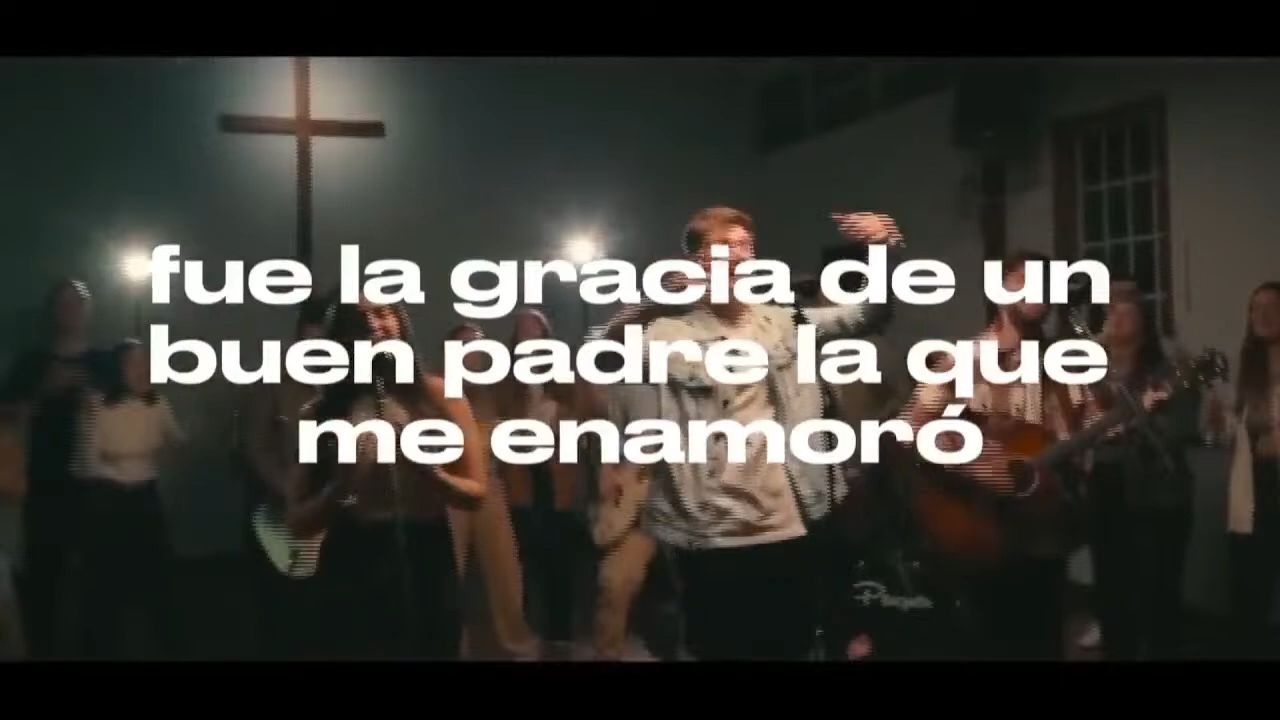 fue la gracia de un
buen padre la que
me enamoró